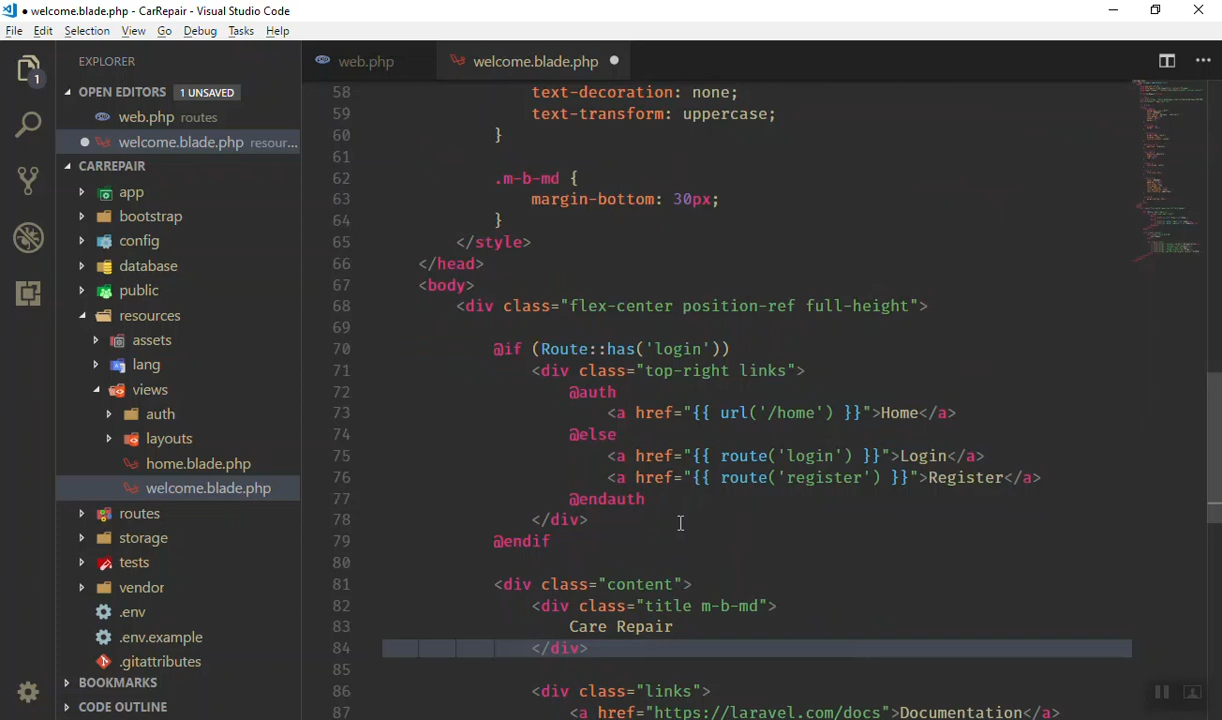 ● welcome.blade.php - CarRepair - Visual Studio Code
File Edit Selection View Go Debug Tasks Help
1
EXPLORER
OPEN EDITORS 1 UNSAVED
web.php routes
welcome.blade.php resour...
CARREPAIR
app
bootstrap
config
database
public
resources
assets
lang
views
auth
layouts
home.blade.php
welcome.blade.php
routes
storage
tests
vendor
.env
.env.example
.gitattributes
BOOKMARKS
CODE OUTLINE
web.php welcome.blade.php
58 text-decoration: none;
59 text-transform: uppercase;
60 }
61
62 .m-b-md {
63 margin-bottom: 30px;
64 }
65 </style>
66 </head>
67 <body>
68 <div class="flex-center position-ref full-height">
69
70 @if (Route::has('login'))
71 <div class="top-right links">
72 @auth
73 <a href="{{ url('/home') }}">Home</a>
74 @else
75 <a href="{{ route('login') }}">Login</a>
76 <a href="{{ route('register') }}">Register</a>
77 @endauth
78 </div>
79 @endif
80
81 <div class="content">
82 <div class="title m-b-md">
83 Care Repair
84 </div>
85
86 <div class="links">
87 <a href="https://laravel.com/docs">Documentation</a>